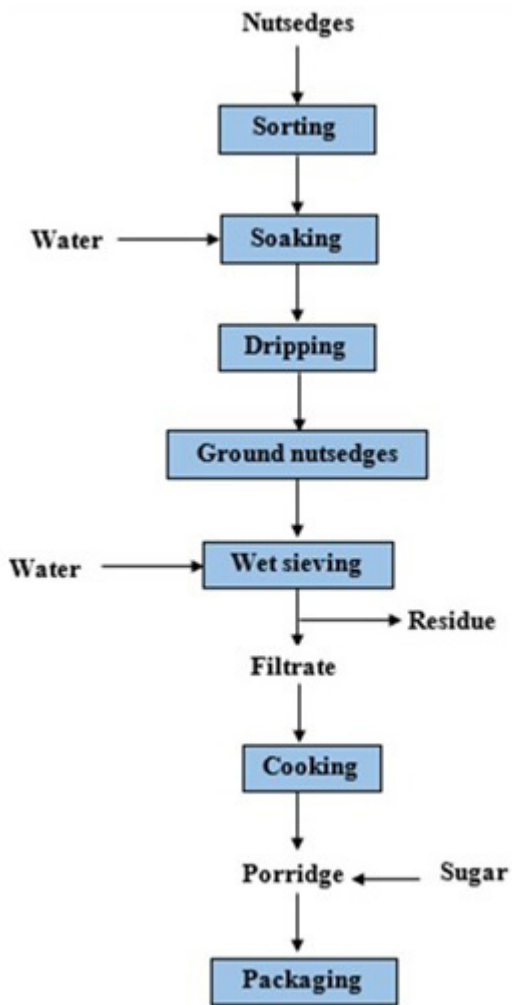 Nutsedges
Sorting
Water
Soaking
Dripping
Ground nutsedges
Water
Wet sieving
Residue
Filtrate
Cooking
Porridge
Sugar
Packaging